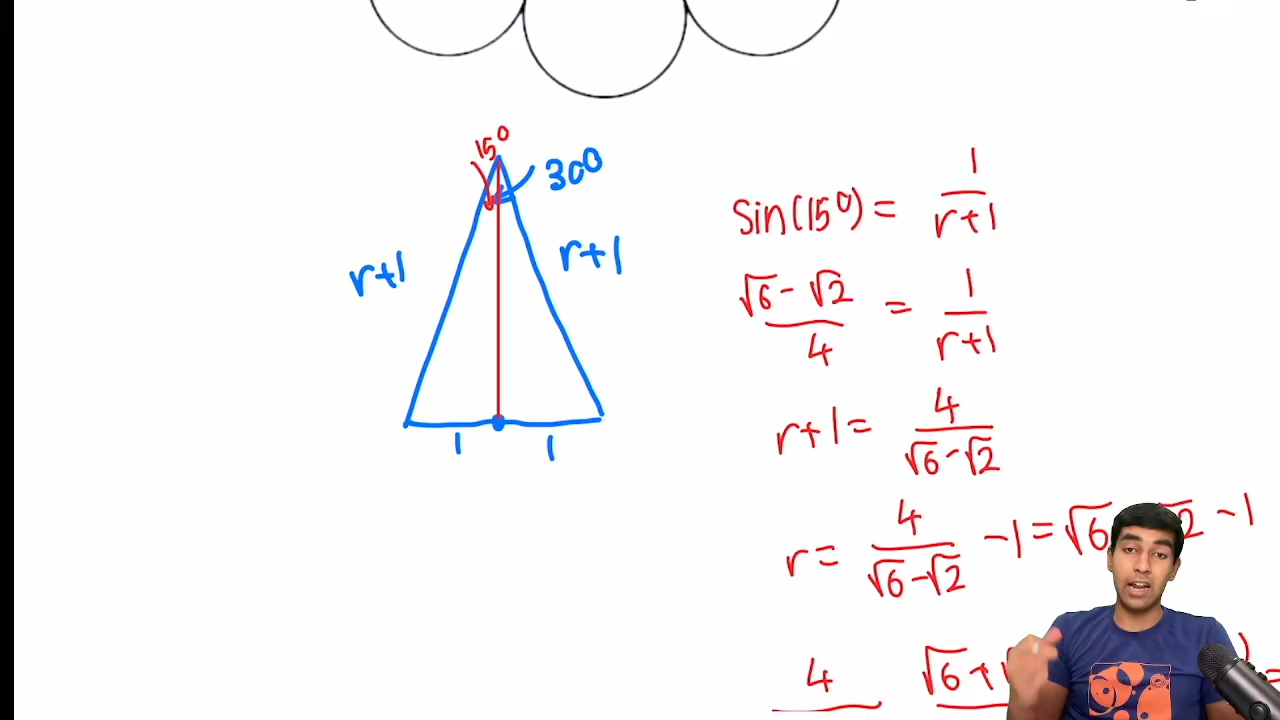 15°
30°
r+1
r+1
1
1
Sin(15°) = 1/(r+1)
(√6 - √2)/4 = 1/(r+1)
r+1 = 4/(√6-√2)
r = 4/(√6-√2) -1 = √6 √2 -1
4 √6+√